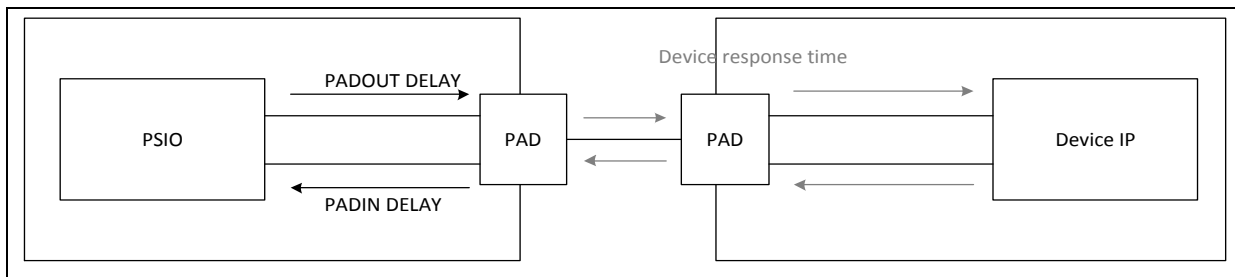 Device response time
PADOUT DELAY
PSIO
PAD
PAD
Device IP
PADIN DELAY